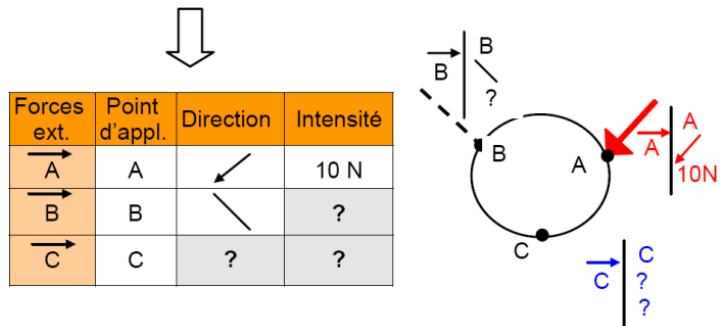 Forces ext. Point d'appl. Direction Intensité
A A 10 N
B B ?
C C ? ?
B B
?
B
A
C
A A
10N
C C
?
?